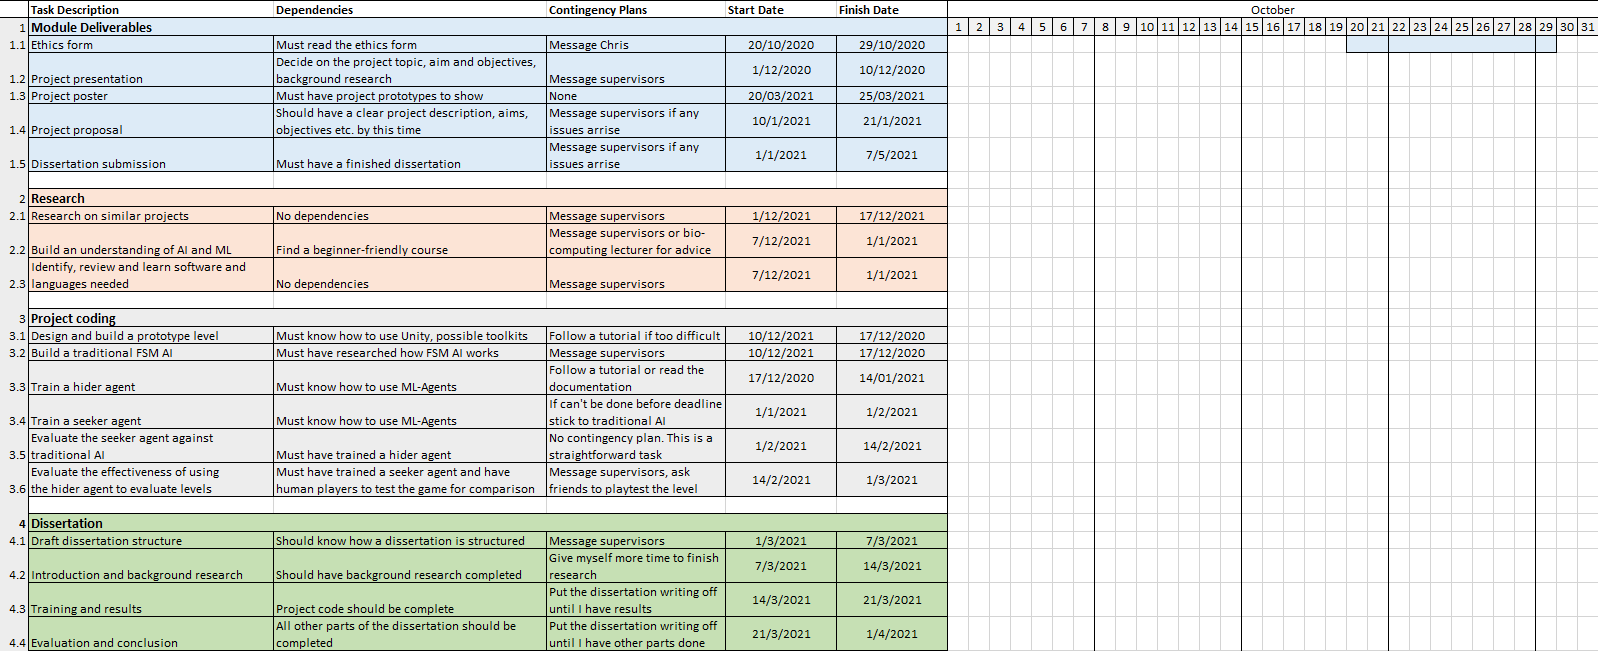 Task Description Dependencies Contingency Plans Start Date Finish Date October
1 Module Deliverables 1 2 3 4 5 6 7 8 9 10 11 12 13 14 15 16 17 18 19 20 21 22 23 24 25 26 27 28 29 30 31
1.1 Ethics form Must read the ethics form Message Chris 20/10/2020 29/10/2020
Decide on the project topic, aim and objectives,
1.2 Project presentation background research Message supervisors 1/12/2020 10/12/2020
1.3 Project poster Must have project prototypes to show None 20/03/2021 25/03/2021
Should have a clear project description, aims, Message supervisors if any
1.4 Project proposal objectives etc. by this time issues arrise 10/1/2021 21/1/2021
Message supervisors if any
1.5 Dissertation submission Must have a finished dissertation issues arrise 1/1/2021 7/5/2021
2 Research
2.1 Research on similar projects No dependencies Message supervisors 1/12/2021 17/12/2021
Message supervisors or bio-
2.2 Build an understanding of AI and ML Find a beginner-friendly course computing lecturer for advice 7/12/2021 1/1/2021
Identify, review and learn software and
2.3 languages needed No dependencies Message supervisors 7/12/2021 1/1/2021
3 Project coding
3.1 Design and build a prototype level Must know how to use Unity, possible toolkits Follow a tutorial if too difficult 10/12/2021 17/12/2020
3.2 Build a traditional FSM AI Must have researched how FSM AI works Message supervisors 10/12/2021 17/12/2020
Follow a tutorial or read the
3.3 Train a hider agent Must know how to use ML-Agents documentation 17/12/2020 14/01/2021
If can't be done before deadline
3.4 Train a seeker agent Must know how to use ML-Agents stick to traditional AI 1/1/2021 1/2/2021
Evaluate the seeker agent against No contingency plan. This is a
3.5 traditional AI Must have trained a hider agent straightforward task 1/2/2021 14/2/2021
Evaluate the effectiveness of using Must have trained a seeker agent and have Message supervisors, ask
3.6 the hider agent to evaluate levels human players to test the game for comparison friends to playtest the level 14/2/2021 1/3/2021
4 Dissertation
4.1 Draft dissertation structure Should know how a dissertation is structured Message supervisors 1/3/2021 7/3/2021
Give myself more time to finish
4.2 Introduction and background research Should have background research completed research 7/3/2021 14/3/2021
Put the dissertation writing off
4.3 Training and results Project code should be complete until I have results 14/3/2021 21/3/2021
All other parts of the dissertation should be Put the dissertation writing off
4.4 Evaluation and conclusion completed until I have other parts done 21/3/2021 1/4/2021